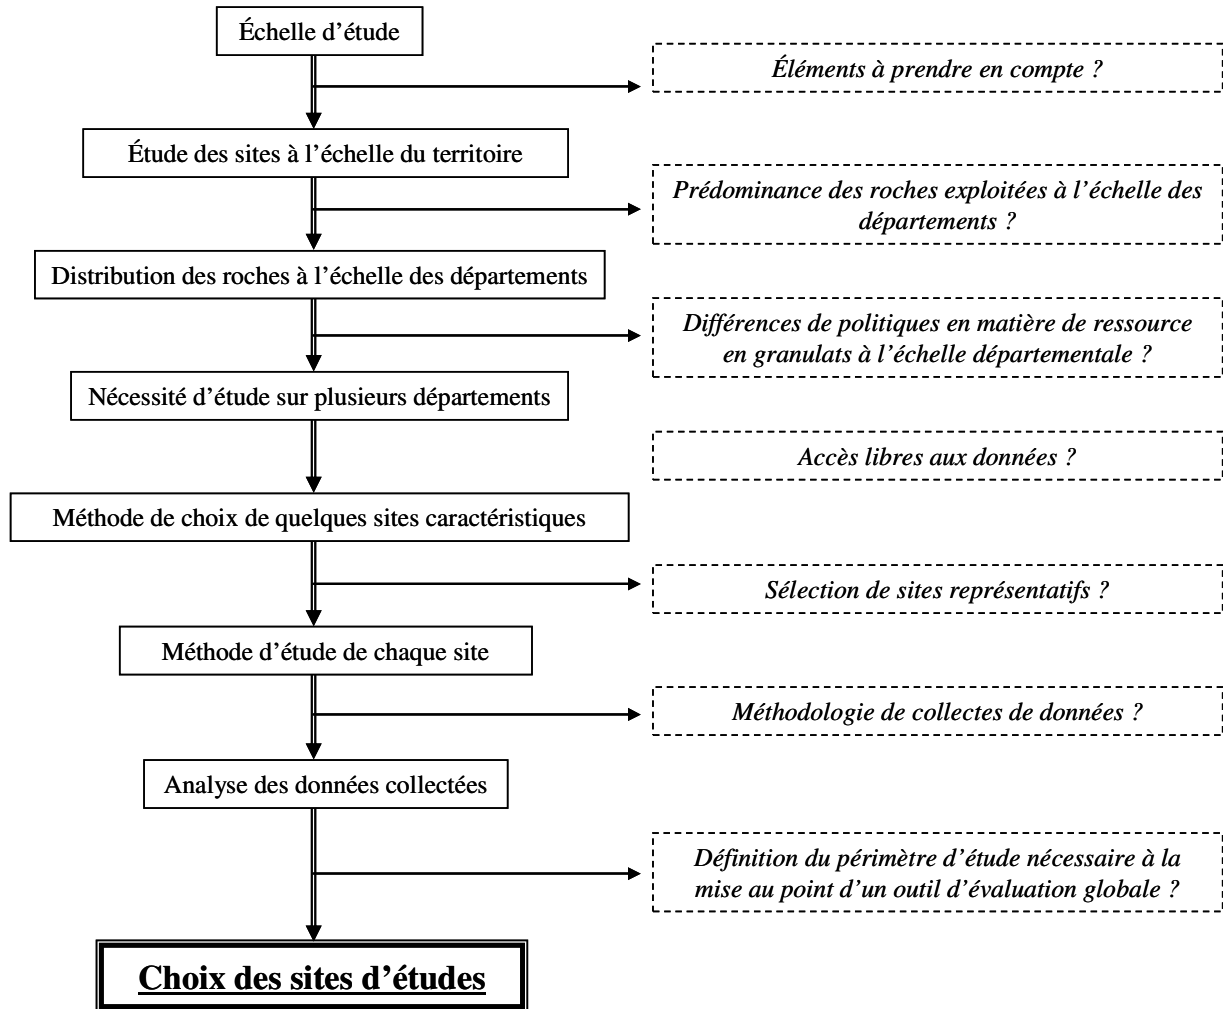 Échelle d'étude
Éléments à prendre en compte ?
Étude des sites à l'échelle du territoire
Prédominance des roches exploitées à l'échelle des
départements ?
Distribution des roches à l'échelle des départements
Différences de politiques en matière de ressource
en granulats à l'échelle départementale ?
Nécessité d'étude sur plusieurs départements
Accès libres aux données ?
Méthode de choix de quelques sites caractéristiques
Sélection de sites représentatifs ?
Méthode d'étude de chaque site
Méthodologie de collectes de données ?
Analyse des données collectées
Définition du périmètre d'étude nécessaire à la
mise au point d'un outil d'évaluation globale ?
Choix des sites d'études